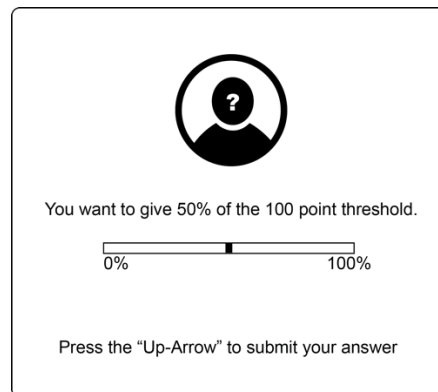 ?
You want to give 50% of the 100 point threshold.
0% 100%
Press the “Up-Arrow” to submit your answer